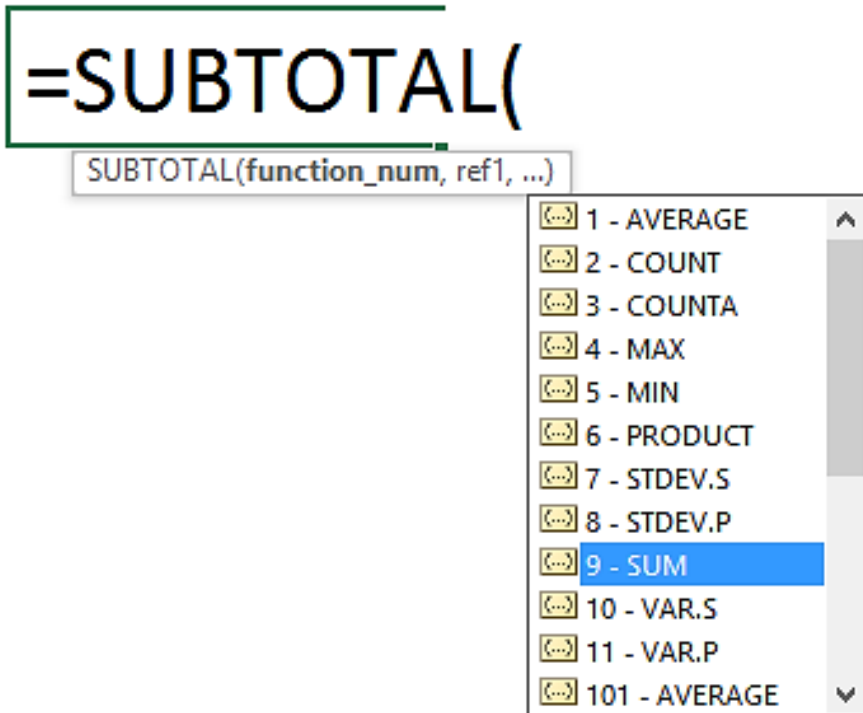 =SUBTOTAL(
SUBTOTAL(function_num, ref1, ...)
1 - AVERAGE
2 - COUNT
3 - COUNTA
4 - MAX
5 - MIN
6 - PRODUCT
7 - STDEV.S
8 - STDEV.P
9 - SUM
10 - VAR.S
11 - VAR.P
101 - AVERAGE